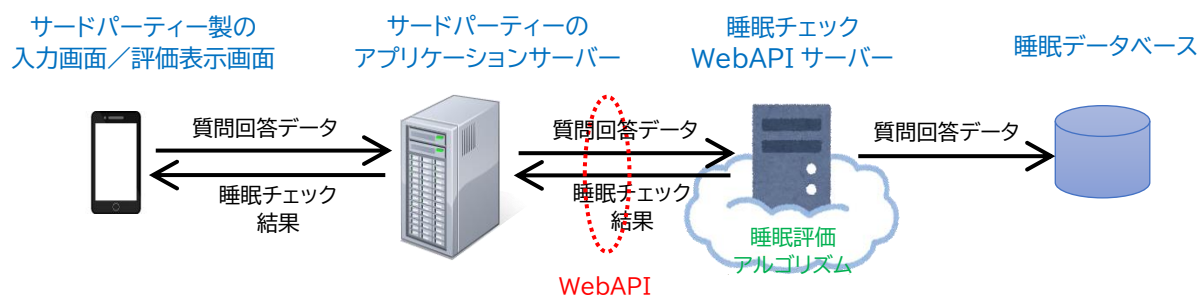 サードパーティー製の
入力画面／評価表示画面
サードパーティーの
アプリケーションサーバー
睡眠チェック
WebAPI サーバー
睡眠データベース
質問回答データ
睡眠チェック
結果
質問回答データ
睡眠チェック
結果
WebAPI
質問回答データ
睡眠評価
アルゴリズム